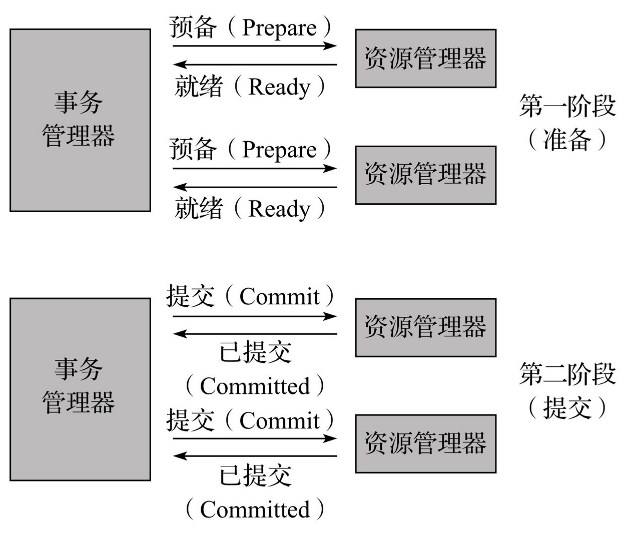 预备（Prepare）
资源管理器
就绪（Ready）
事务
管理器
第一阶段
（准备）
预备（Prepare）
资源管理器
就绪（Ready）
提交（Commit）
资源管理器
已提交
（Committed）
事务
管理器
第二阶段
（提交）
提交（Commit）
资源管理器
已提交
（Committed）